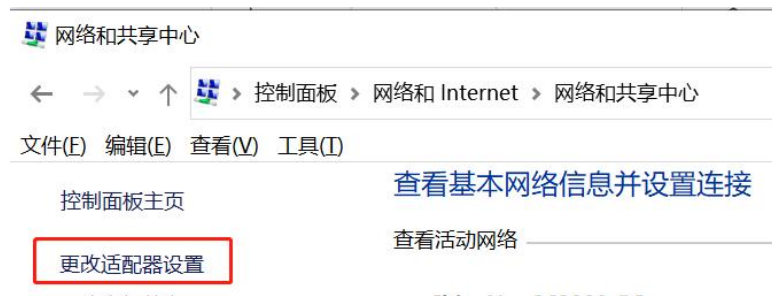 网络和共享中心
控制面板 > 网络和 Internet > 网络和共享中心
文件(F) 编辑(E) 查看(V) 工具(T)
控制面板主页
查看基本网络信息并设置连接
查看活动网络
更改适配器设置